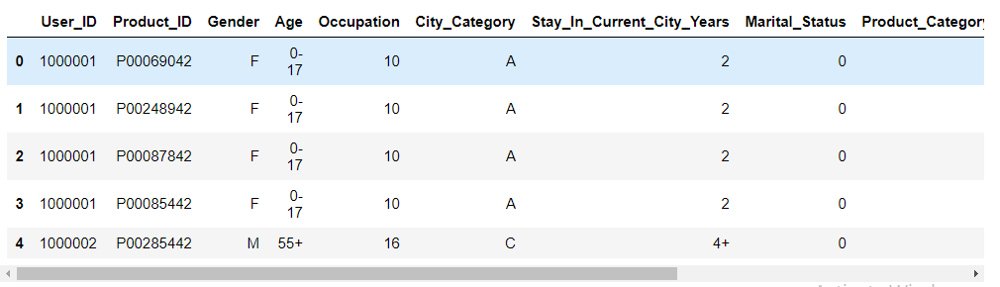 User_ID Product_ID Gender Age Occupation City_Category Stay_In_Current_City_Years Marital_Status Product_Category
0 1000001 P00069042 F 0-17 10 A 2 0
1 1000001 P00248942 F 0-17 10 A 2 0
2 1000001 P00087842 F 0-17 10 A 2 0
3 1000001 P00085442 F 0-17 10 A 2 0
4 1000002 P00285442 M 55+ 16 C 4+ 0